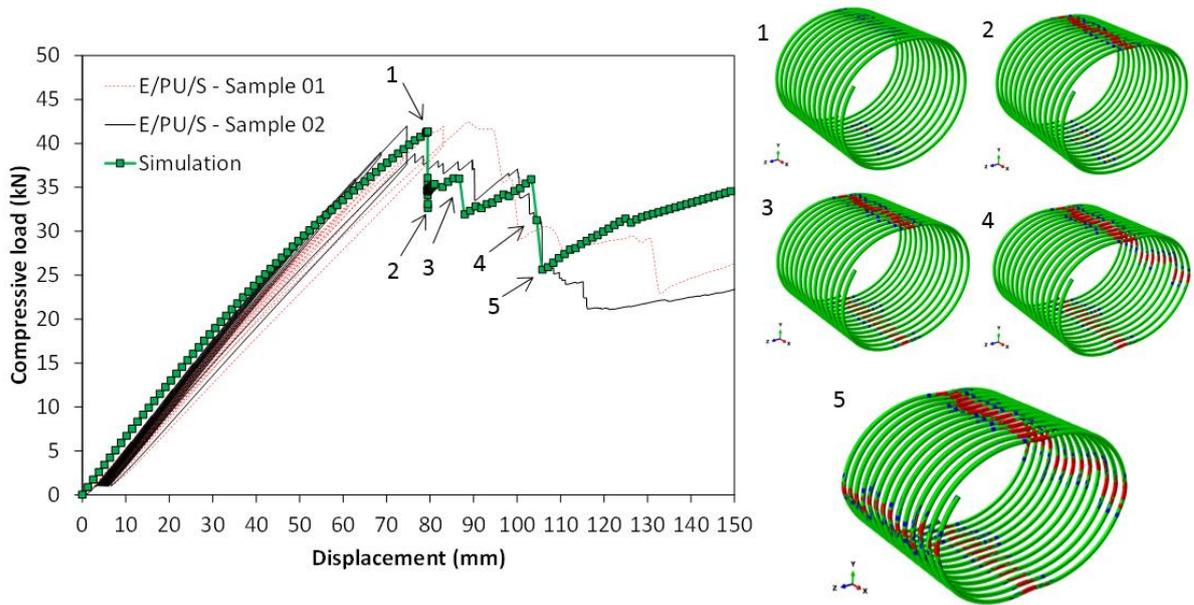 50
45
40
35
30
25
20
15
10
5
0
Compressive load (kN)
E/PU/S - Sample 01
E/PU/S - Sample 02
Simulation
1
2
3
4
5
0 10 20 30 40 50 60 70 80 90 100 110 120 130 140 150
Displacement (mm)
1
Y
Z X
2
Y
Z X
3
Y
Z X
4
Y
Z X
5
Y
Z X